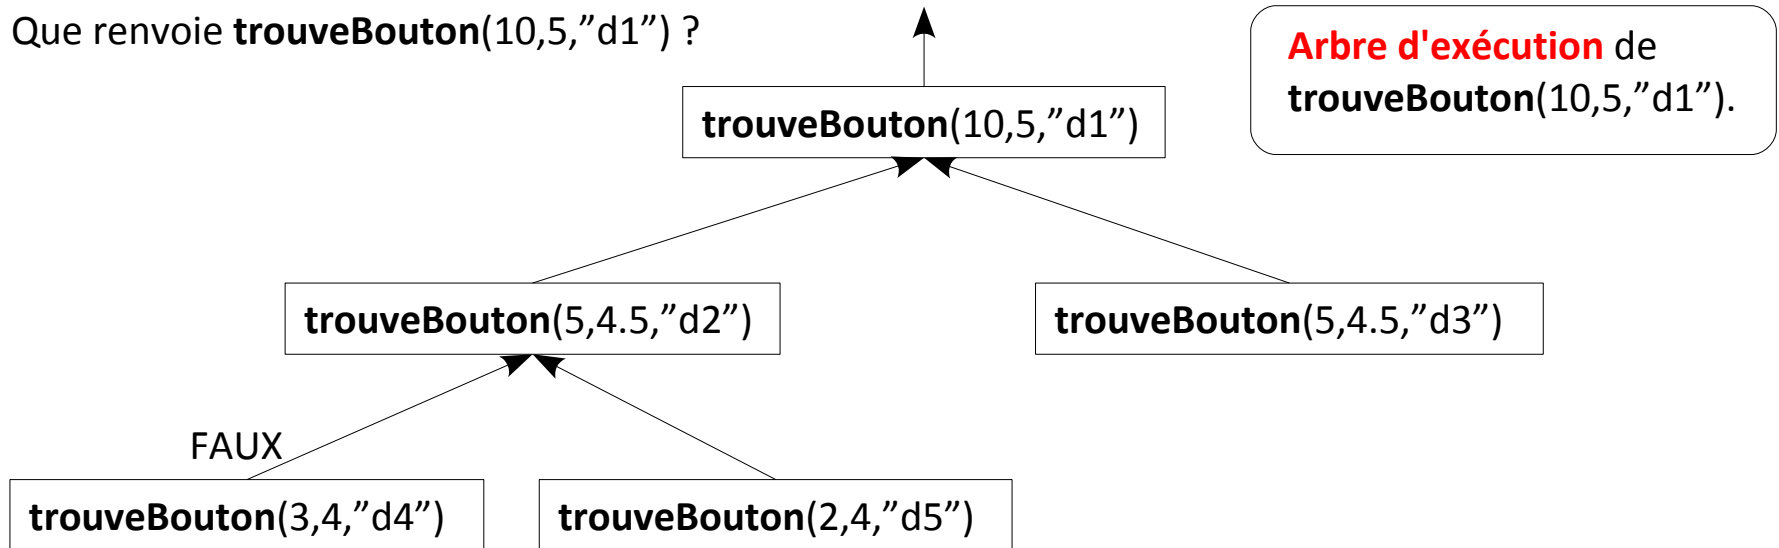 Que renvoie trouveBouton(10,5,”d1”) ?
Arbre d'exécution de
trouveBouton(10,5,”d1”).
trouveBouton(10,5,”d1”)
trouveBouton(5,4.5,”d2”)
trouveBouton(5,4.5,”d3”)
FAUX
trouveBouton(3,4,”d4”)
trouveBouton(2,4,”d5”)